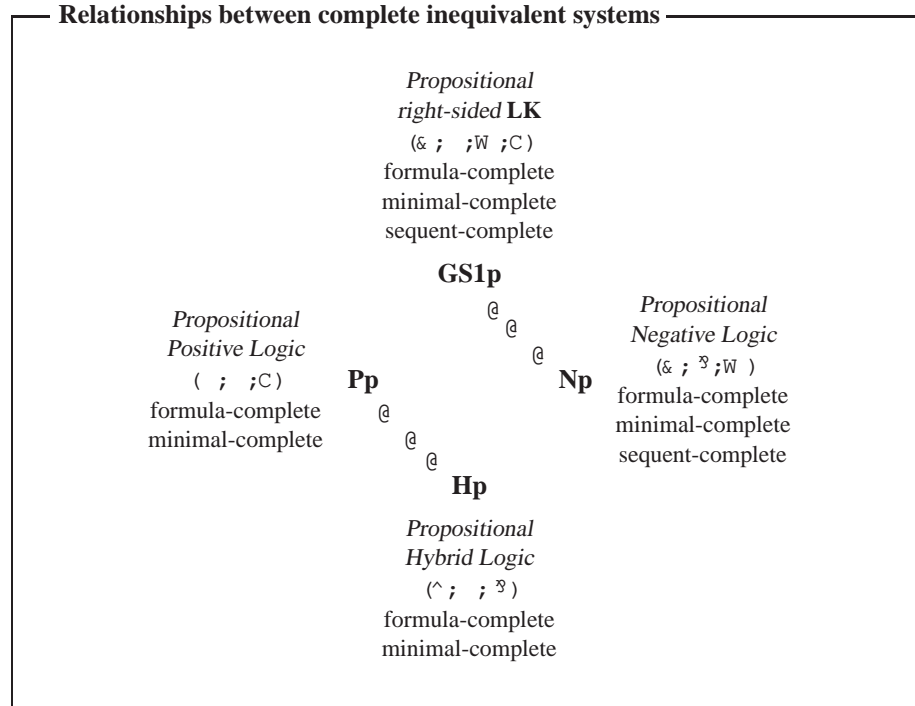 Relationships between complete inequivalent systems
Propositional
right-sided LK
(& ; ;W ;C)
formula-complete
minimal-complete
sequent-complete
GS1p
@
@
@
Propositional
Positive Logic
( ; ;C)
formula-complete
minimal-complete
Pp
Np
Propositional
Negative Logic
(& ; ⅋ ;W )
formula-complete
minimal-complete
sequent-complete
@
@
@
Hp
Propositional
Hybrid Logic
(^ ; ; ⅋ )
formula-complete
minimal-complete